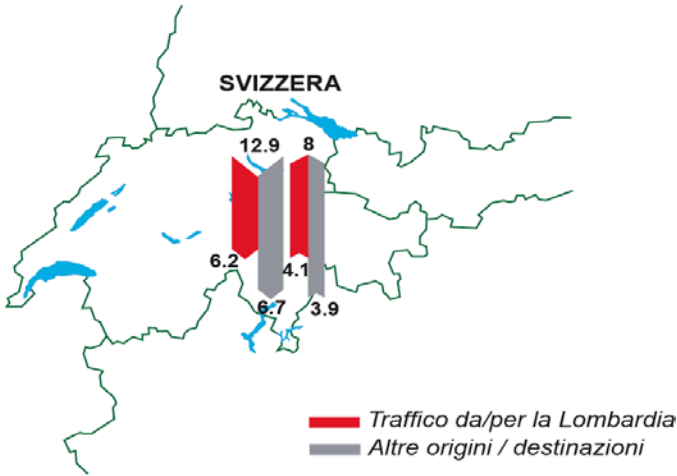 SVIZZERA
12.9 8
6.2 4.1
6.7 3.9
Traffico da/per la Lombardia
Altre origini / destinazioni